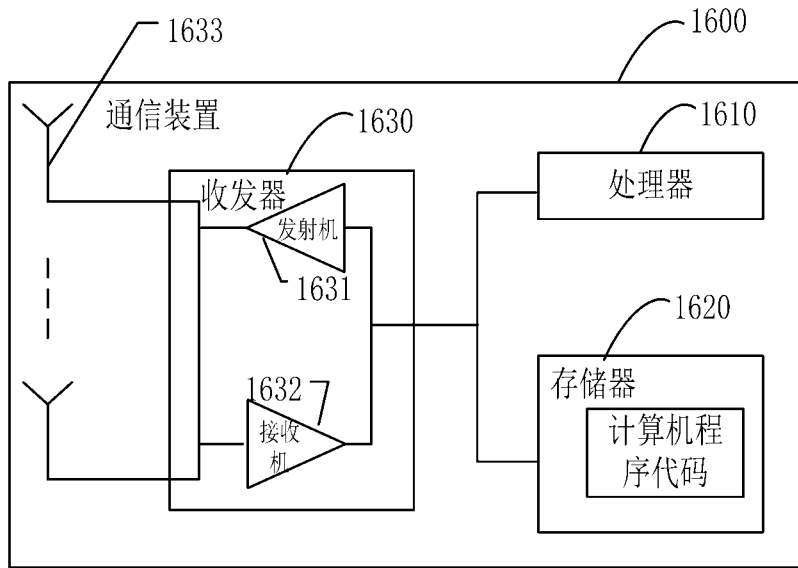 1633
1600
通信装置
1630
1610
收发器
处理器
发射机
1631
1620
1632
存储器
接收
机
计算机程
序代码